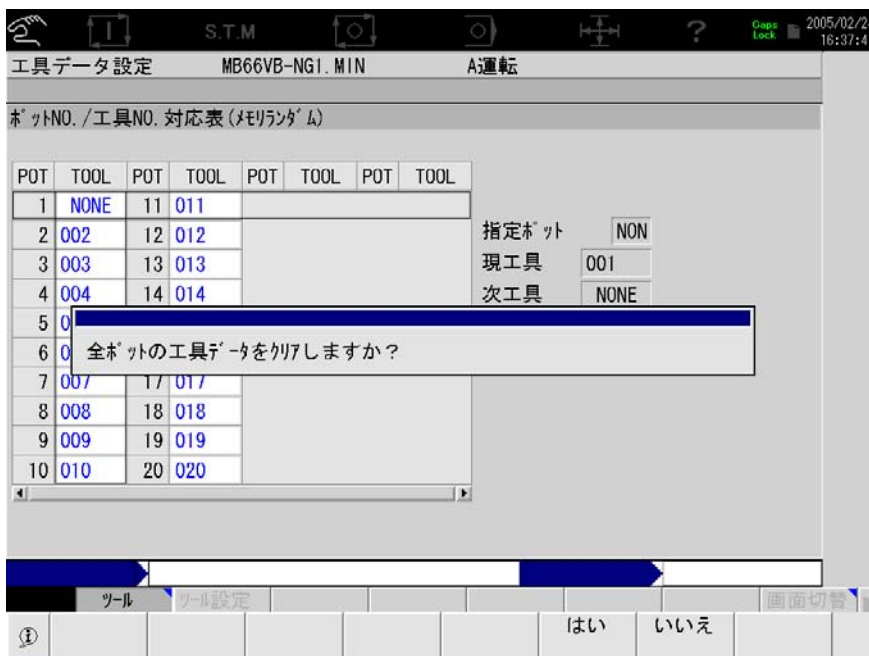 S.T.M
?
Caps Lock
2005/02/2
16:37:4
工具データ設定 MB66VB-NG1.MIN A運転
ﾎﾟｯﾄNO./工具NO.対応表(ﾒﾓﾘﾗﾝﾀﾞﾑ)
POT TOOL POT TOOL POT TOOL POT TOOL
1 NONE 11 011
2 002 12 012
3 003 13 013
4 004 14 014
5 0
6 0
7 007 17 017
8 008 18 018
9 009 19 019
10 010 20 020
指定ﾎﾟｯﾄ NON
現工具 001
次工具 NONE
全ﾎﾟｯﾄの工具ﾃﾞｰﾀをｸﾘｱしますか?
ﾂｰﾙ ﾂｰﾙ設定 画面切替
はい いいえ